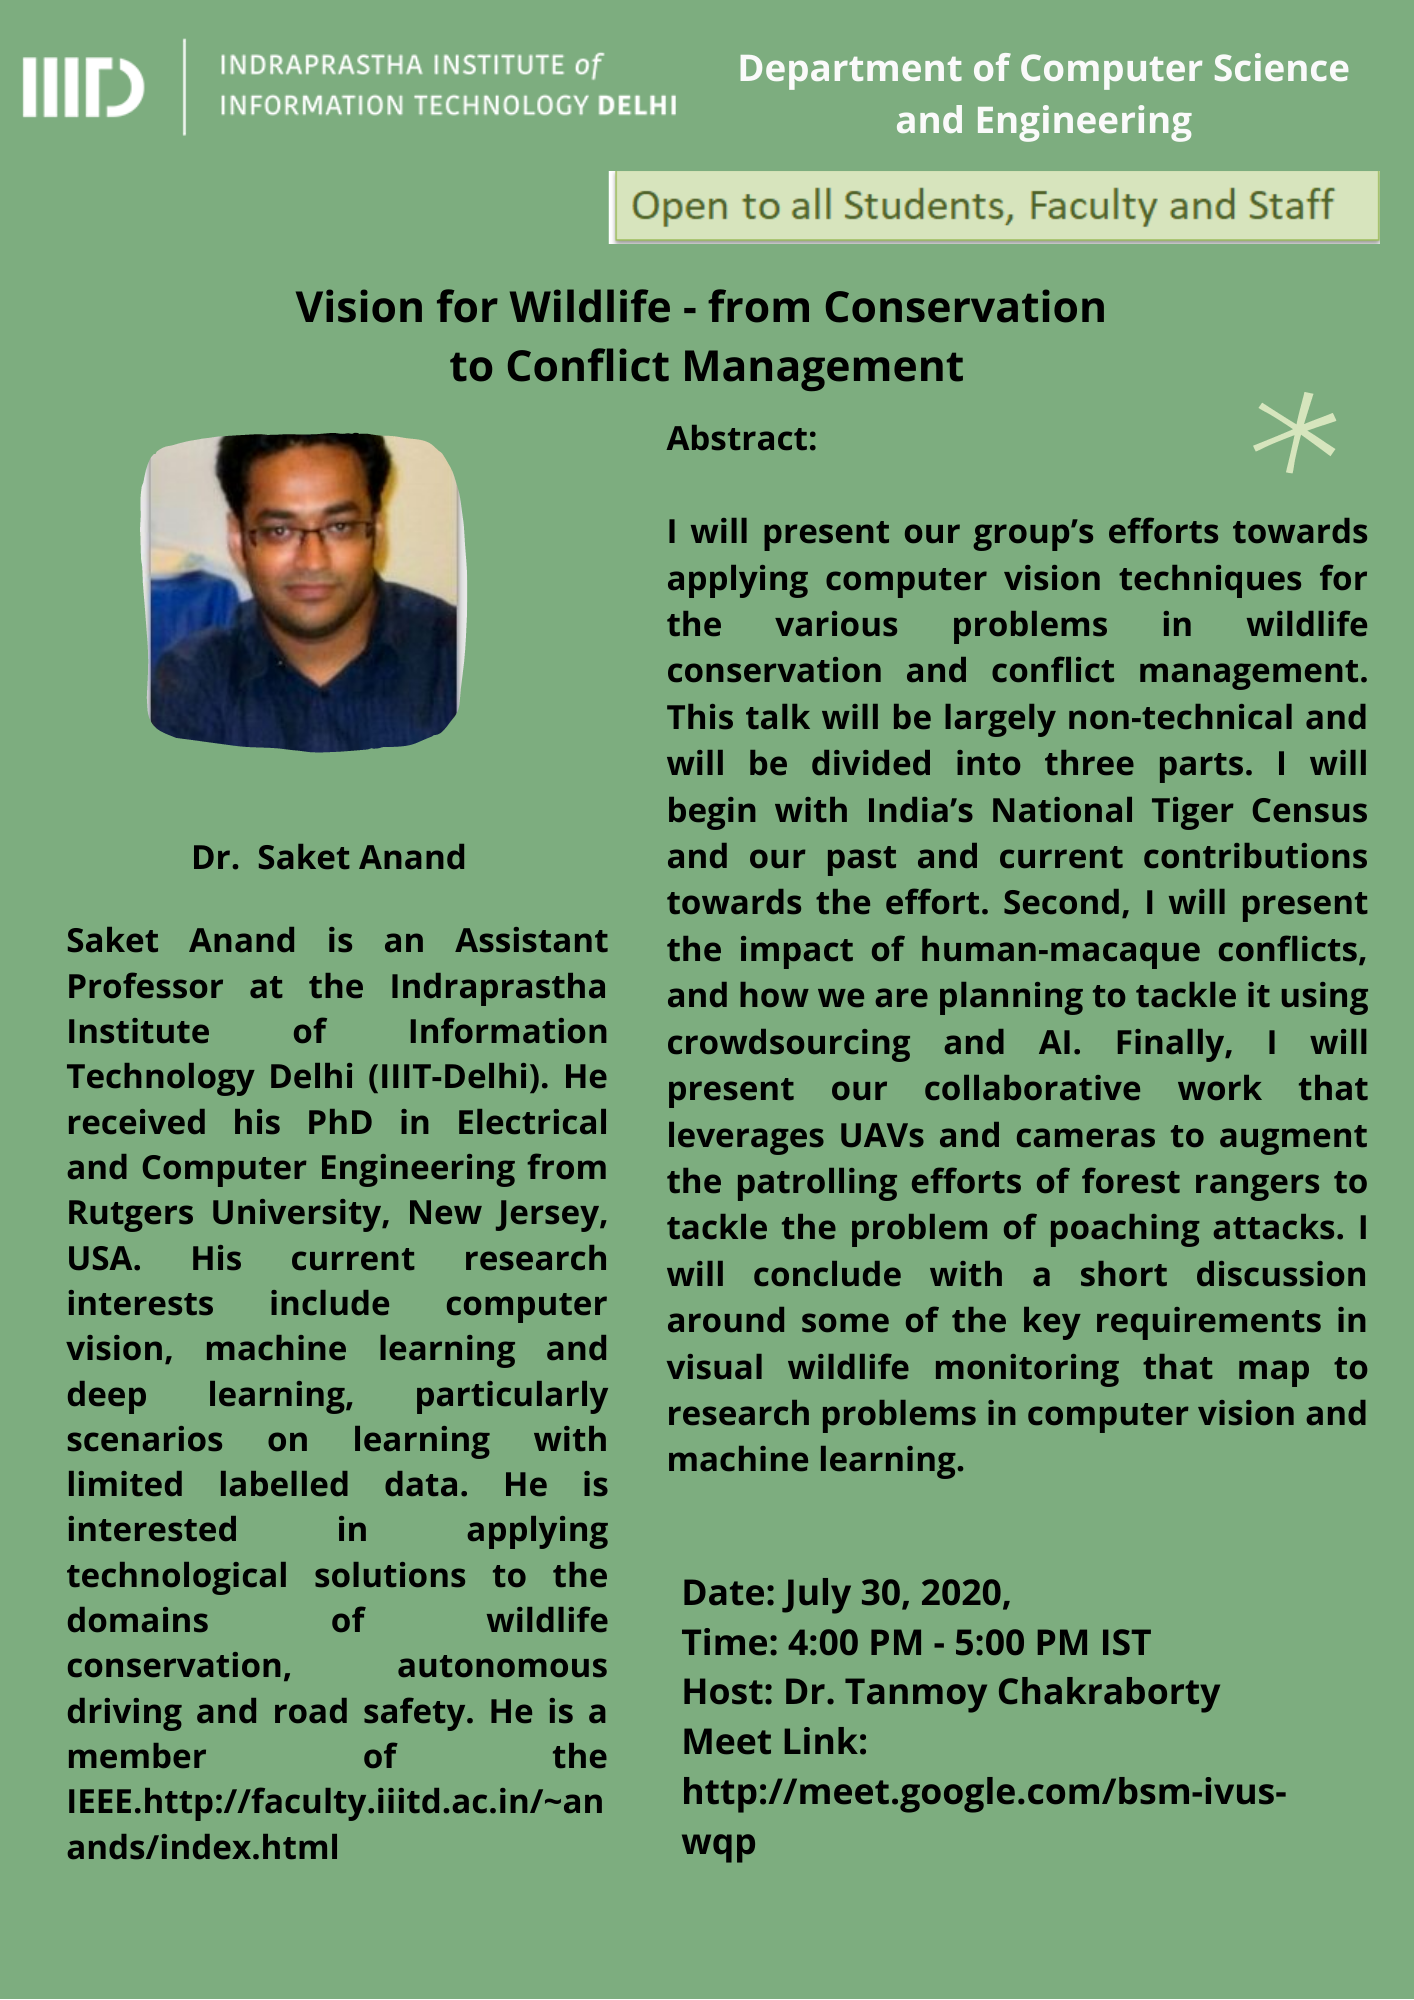 IIITD
INDRAPRASTHA INSTITUTE of
INFORMATION TECHNOLOGY DELHI
Department of Computer Science
and Engineering
Open to all Students, Faculty and Staff
Vision for Wildlife - from Conservation
to Conflict Management
Dr. Saket Anand
Saket Anand is an Assistant
Professor at the Indraprastha
Institute of Information
Technology Delhi (IIIT-Delhi). He
received his PhD in Electrical
and Computer Engineering from
Rutgers University, New Jersey,
USA. His current research
interests include computer
vision, machine learning and
deep learning, particularly
scenarios on learning with
limited labelled data. He is
interested in applying
technological solutions to the
domains of wildlife
conservation, autonomous
driving and road safety. He is a
member of the
IEEE.http://faculty.iiitd.ac.in/~an
ands/index.html
Abstract:
I will present our group’s efforts towards
applying computer vision techniques for
the various problems in wildlife
conservation and conflict management.
This talk will be largely non-technical and
will be divided into three parts. I will
begin with India’s National Tiger Census
and our past and current contributions
towards the effort. Second, I will present
the impact of human-macaque conflicts,
and how we are planning to tackle it using
crowdsourcing and AI. Finally, I will
present our collaborative work that
leverages UAVs and cameras to augment
the patrolling efforts of forest rangers to
tackle the problem of poaching attacks. I
will conclude with a short discussion
around some of the key requirements in
visual wildlife monitoring that map to
research problems in computer vision and
machine learning.
Date: July 30, 2020,
Time: 4:00 PM - 5:00 PM IST
Host: Dr. Tanmoy Chakraborty
Meet Link:
http://meet.google.com/bsm-ivus-
wqp